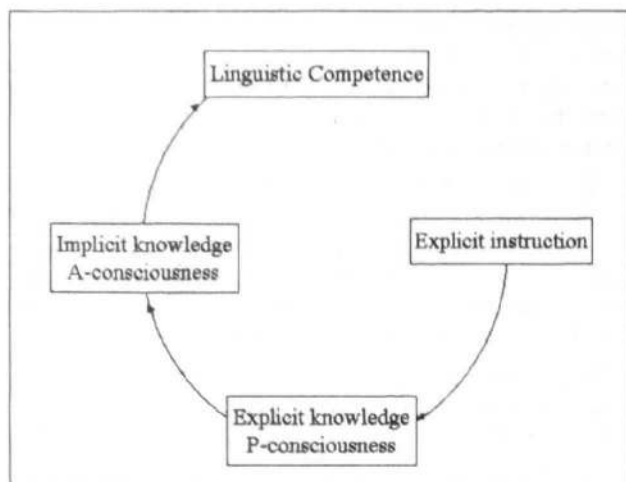 Linguistic Competence
Implicit knowledge
A-consciousness
Explicit instruction
Explicit knowledge
P-consciousness